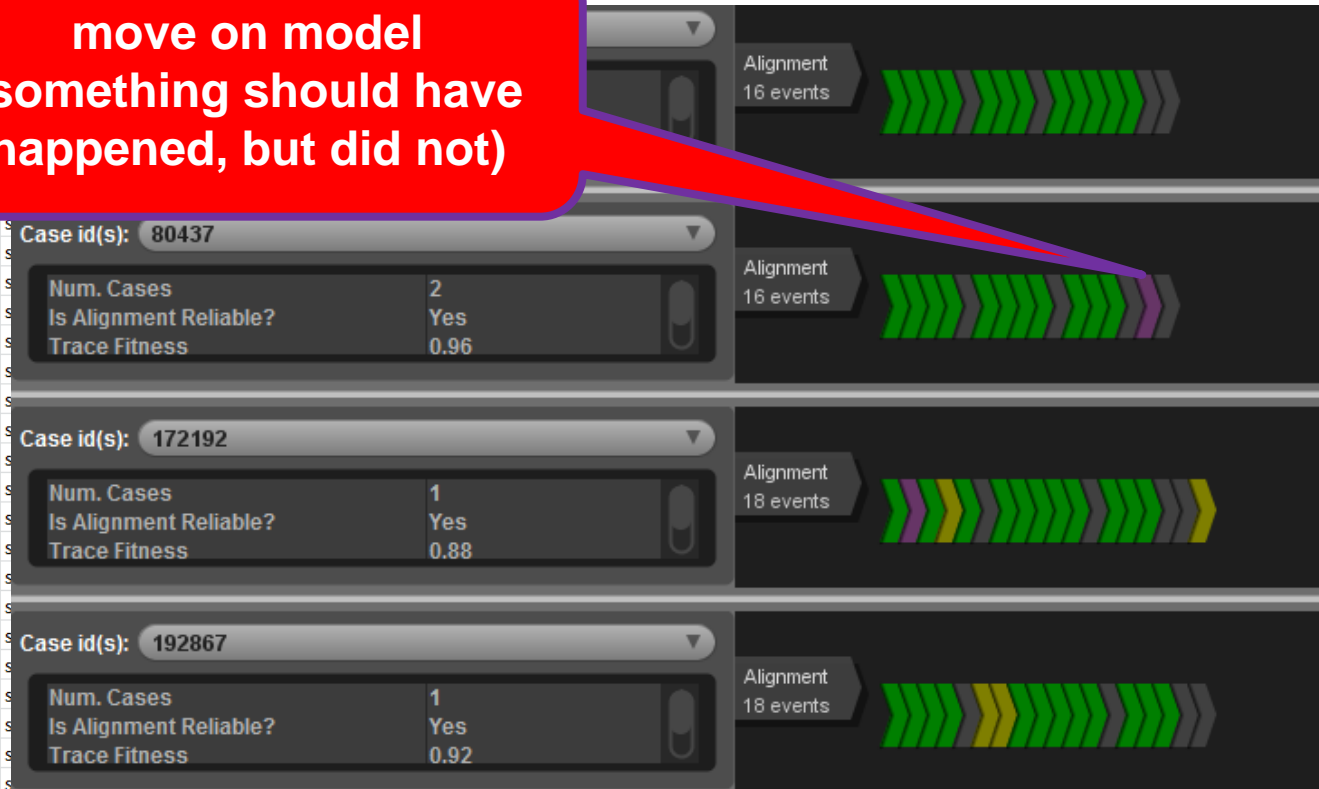 move on model
something should have
happened, but did not)
Alignment
16 events
Case id(s): 80437
Num. Cases 2
Is Alignment Reliable? Yes
Trace Fitness 0.96
Alignment
16 events
Case id(s): 172192
Num. Cases 1
Is Alignment Reliable? Yes
Trace Fitness 0.88
Alignment
18 events
Case id(s): 192867
Num. Cases 1
Is Alignment Reliable? Yes
Trace Fitness 0.92
Alignment
18 events